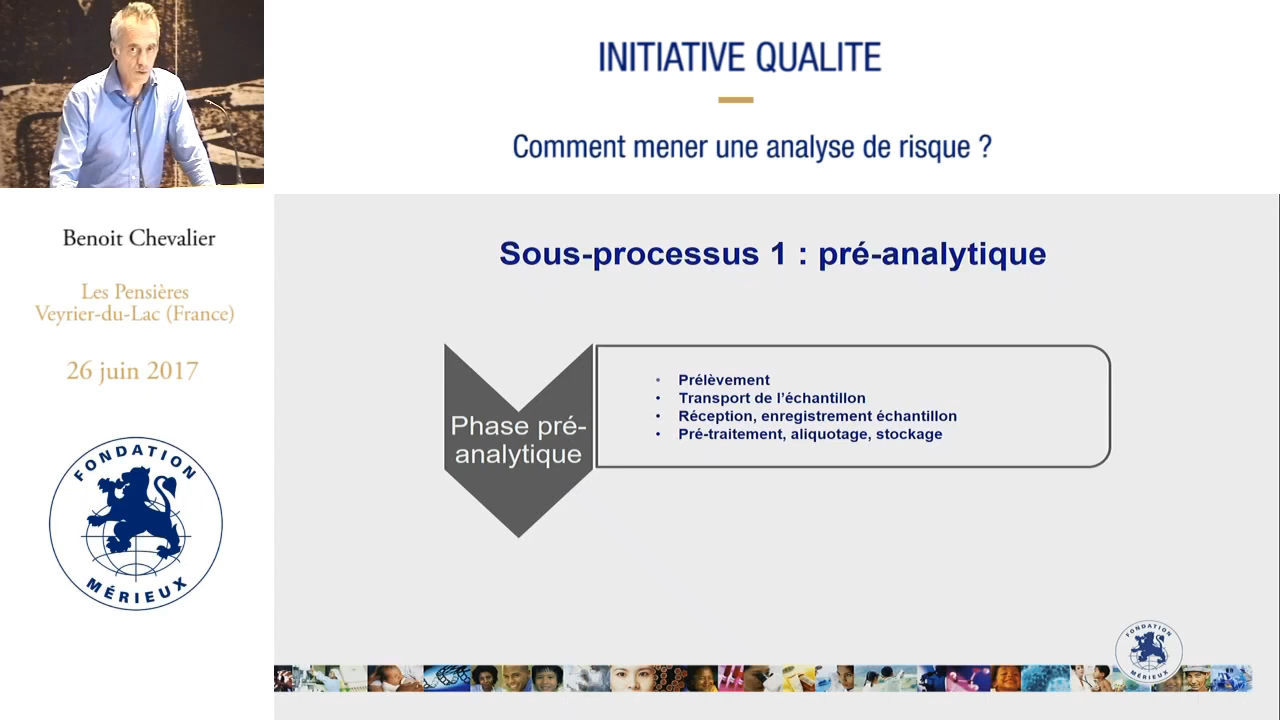 INITIATIVE QUALITE
Comment mener une analyse de risque ?
Benoit Chevalier
Les Pensières
Veyrier-du-Lac (France)
26 juin 2017
FONDATION
MÉRIEUX
Sous-processus 1 : pré-analytique
Phase pré-
analytique
• Prélèvement
• Transport de l’échantillon
• Réception, enregistrement échantillon
• Pré-traitement, aliquotage, stockage
FONDATION
MÉRIEUX